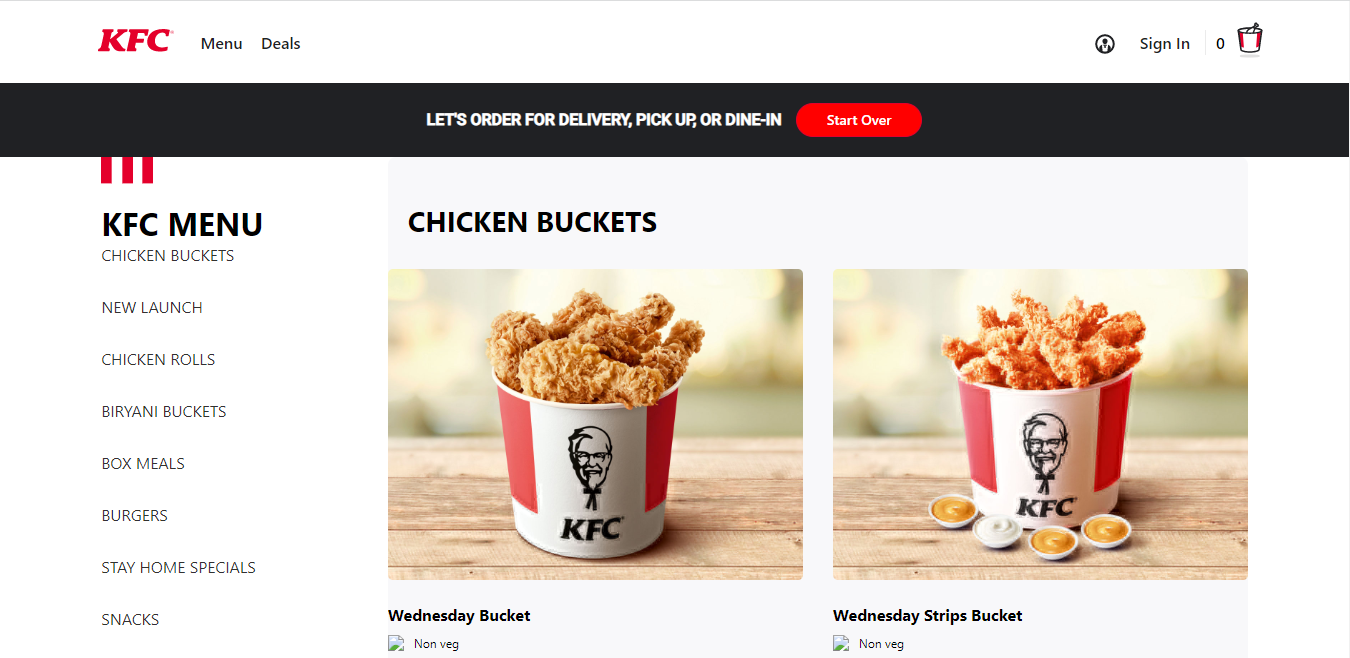 KFC
Menu
Deals
Sign In
0
LET'S ORDER FOR DELIVERY, PICK UP, OR DINE-IN
Start Over
KFC MENU
CHICKEN BUCKETS
NEW LAUNCH
CHICKEN ROLLS
BIRYANI BUCKETS
BOX MEALS
BURGERS
STAY HOME SPECIALS
SNACKS
CHICKEN BUCKETS
KFC
Wednesday Bucket
Non veg
KFC
Wednesday Strips Bucket
Non veg